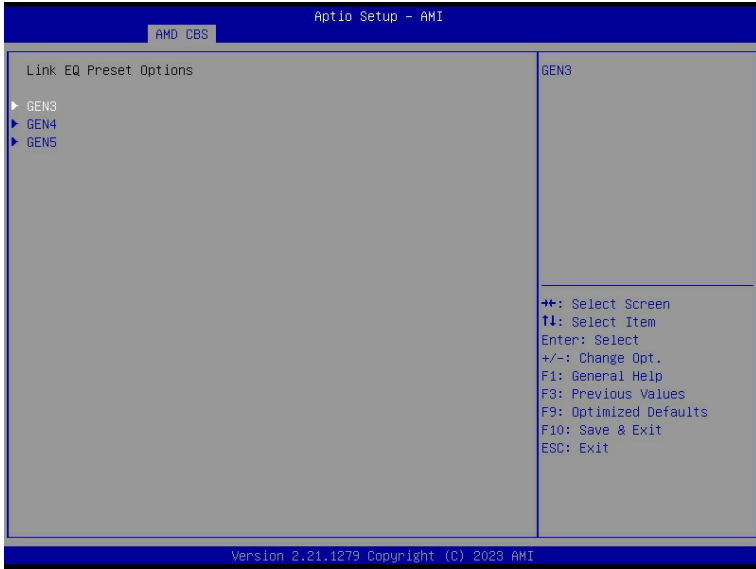 Aptio Setup – AMI
AMD CBS
Link EQ Preset Options
GEN3
GEN4
GEN5
GEN3
→←: Select Screen
↑↓: Select Item
Enter: Select
+/-: Change Opt.
F1: General Help
F3: Previous Values
F9: Optimized Defaults
F10: Save & Exit
ESC: Exit
Version 2.21.1279 Copyright (C) 2023 AMI